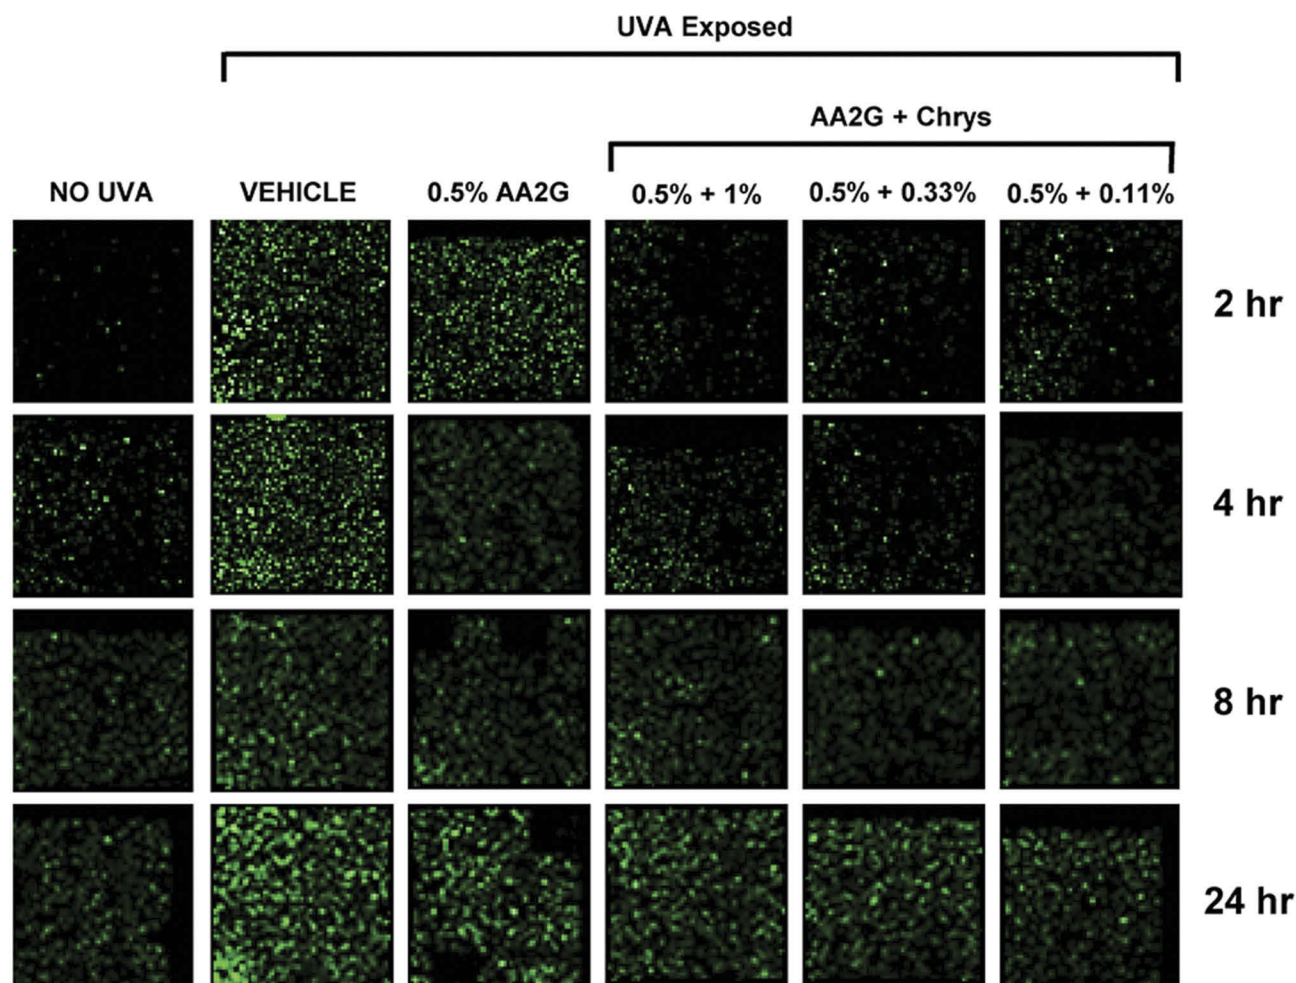 UVA Exposed
AA2G + Chrys
NO UVA VEHICLE 0.5% AA2G 0.5% + 1% 0.5% + 0.33% 0.5% + 0.11%
2 hr
4 hr
8 hr
24 hr